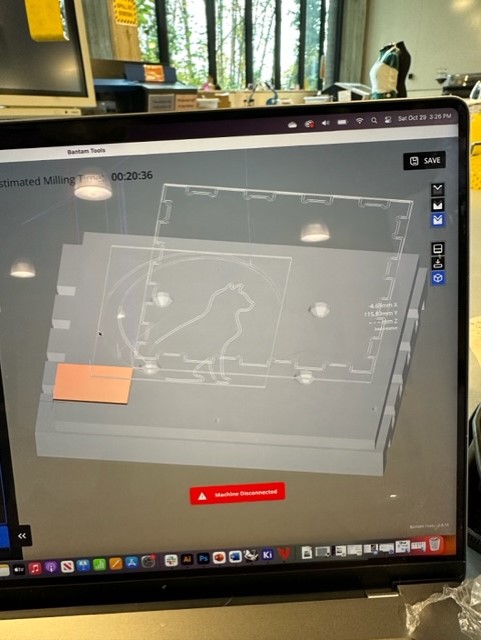 Sat Oct 29 3:26 PM
Bantam Tools
stimated Milling Time: 00:20:36
SAVE
Machine Disconnected